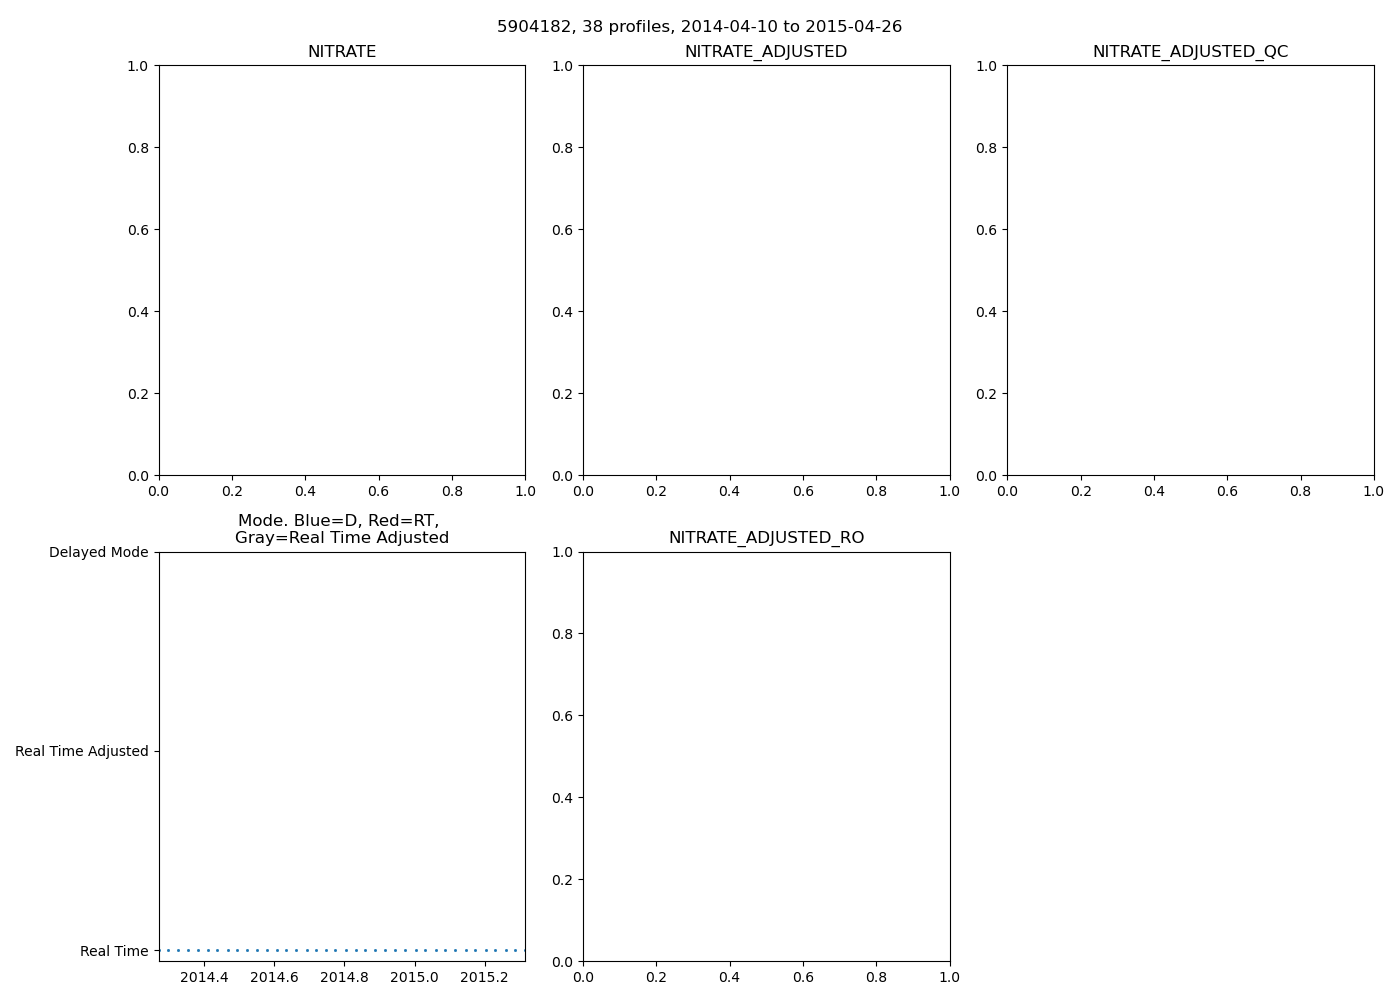 5904182, 38 profiles, 2014-04-10 to 2015-04-26
NITRATE
1.0
0.8
0.6
0.4
0.2
0.0
0.0 0.2 0.4 0.6 0.8 1.0
NITRATE_ADJUSTED
1.0
0.8
0.6
0.4
0.2
0.0
0.0 0.2 0.4 0.6 0.8 1.0
NITRATE_ADJUSTED_QC
1.0
0.8
0.6
0.4
0.2
0.0
0.0 0.2 0.4 0.6 0.8 1.0
Mode. Blue=D, Red=RT,
Gray=Real Time Adjusted
Delayed Mode
Real Time Adjusted
Real Time
2014.4 2014.6 2014.8 2015.0 2015.2
NITRATE_ADJUSTED_RO
1.0
0.8
0.6
0.4
0.2
0.0
0.0 0.2 0.4 0.6 0.8 1.0